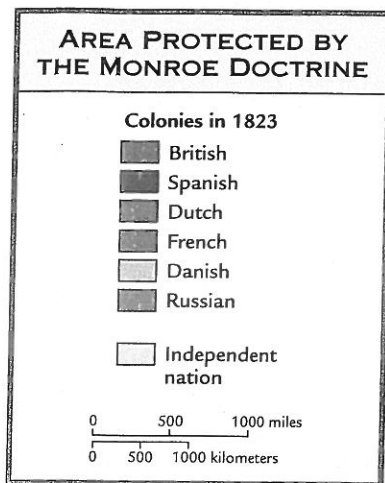 AREA PROTECTED BY
THE MONROE DOCTRINE
Colonies in 1823
British
Spanish
Dutch
French
Danish
Russian
Independent
nation
0 500 1000 miles
0 500 1000 kilometers